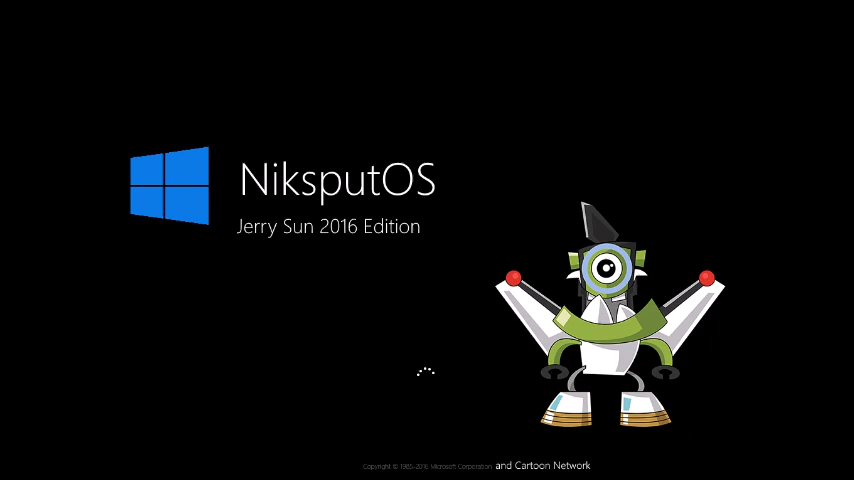 NiksputOS
Jerry Sun 2016 Edition
Copyright © 1985-2016 Microsoft Corporation and Cartoon Network